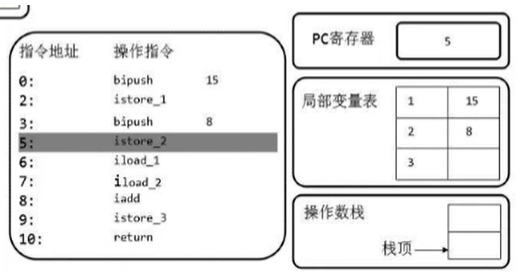 指令地址 操作指令
0: bipush 15
2: istore_1
3: bipush 8
5: istore_2
6: iload_1
7: iload_2
8: iadd
9: istore_3
10: return
PC寄存器 5
局部变量表 1 15
2 8
3
操作数栈
栈顶